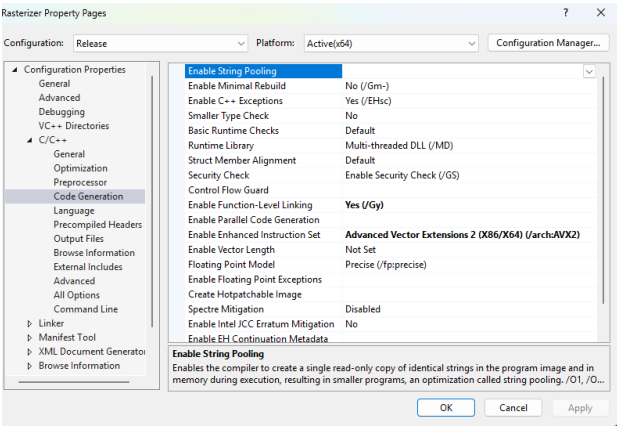 Rasterizer Property Pages
? ×
Configuration: Release Platform: Active(x64) Configuration Manager...
Configuration Properties
General
Advanced
Debugging
VC++ Directories
C/C++
General
Optimization
Preprocessor
Code Generation
Language
Precompiled Headers
Output Files
Browse Information
External Includes
Advanced
All Options
Command Line
Linker
Manifest Tool
XML Document Generator
Browse Information
Enable String Pooling
Enable Minimal Rebuild No (/Gm-)
Enable C++ Exceptions Yes (/EHsc)
Smaller Type Check No
Basic Runtime Checks Default
Runtime Library Multi-threaded DLL (/MD)
Struct Member Alignment Default
Security Check Enable Security Check (/GS)
Control Flow Guard
Enable Function-Level Linking Yes (/Gy)
Enable Parallel Code Generation
Enable Enhanced Instruction Set Advanced Vector Extensions 2 (X86/X64) (/arch:AVX2)
Enable Vector Length Not Set
Floating Point Model Precise (/fp:precise)
Enable Floating Point Exceptions
Create Hotpatchable Image
Spectre Mitigation Disabled
Enable Intel JCC Erratum Mitigation No
Enable EH Continuation Metadata
Enable String Pooling
Enables the compiler to create a single read-only copy of identical strings in the program image and in
memory during execution, resulting in smaller programs, an optimization called string pooling. /O1, /O...
OK Cancel Apply